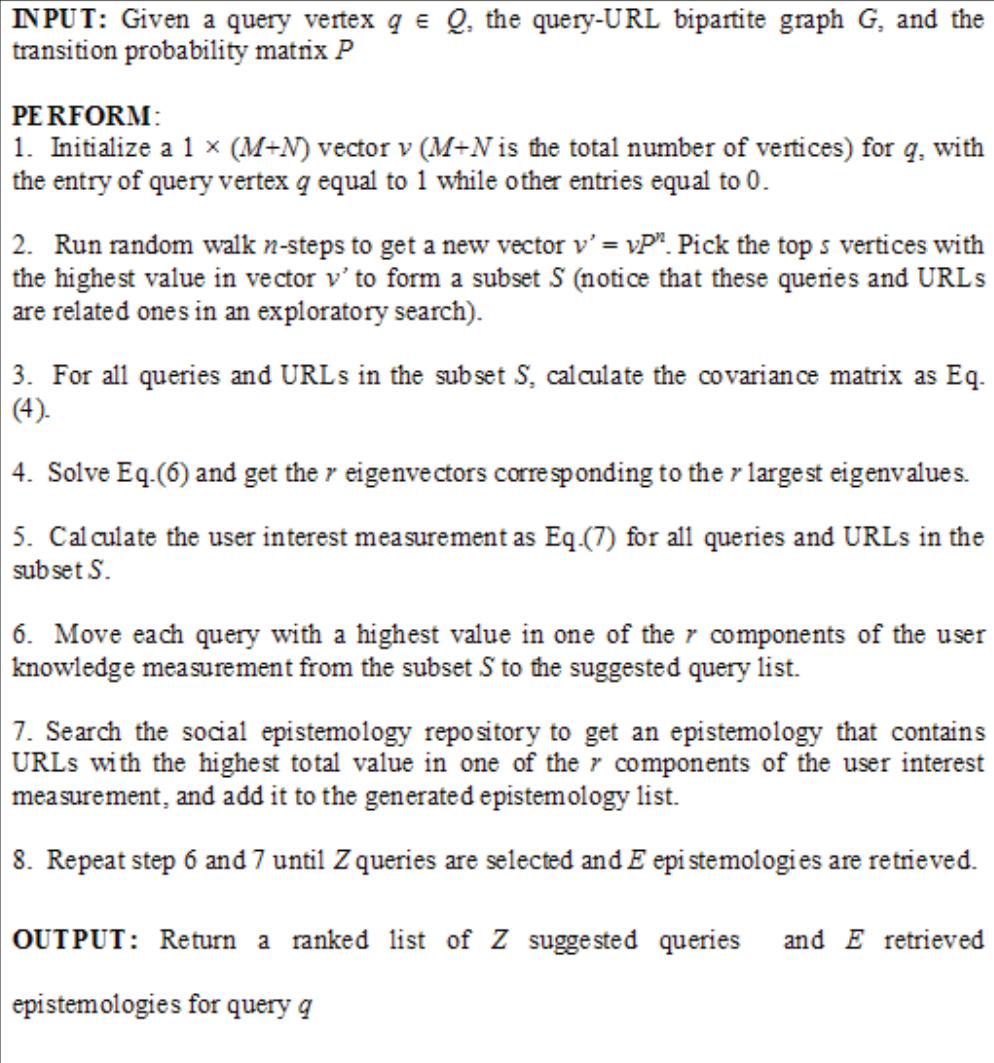 INPUT: Given a query vertex q ∈ Q, the query-URL bipartite graph G, and the
transition probability matrix P
PERFORM:
1. Initialize a 1 × (M+N) vector v (M+N is the total number of vertices) for q, with
the entry of query vertex q equal to 1 while other entries equal to 0.
2. Run random walk n-steps to get a new vector v’ = vPⁿ. Pick the top s vertices with
the highest value in vector v’ to form a subset S (notice that these queries and URLs
are related ones in an exploratory search).
3. For all queries and URLs in the subset S, calculate the covariance matrix as Eq.
(4).
4. Solve Eq.(6) and get the r eigenvectors corresponding to the r largest eigenvalues.
5. Calculate the user interest measurement as Eq.(7) for all queries and URLs in the
subset S.
6. Move each query with a highest value in one of the r components of the user
knowledge measurement from the subset S to the suggested query list.
7. Search the social epistemology repository to get an epistemology that contains
URLs with the highest total value in one of the r components of the user interest
measurement, and add it to the generated epistemology list.
8. Repeat step 6 and 7 until Z queries are selected and E epistemologies are retrieved.
OUTPUT: Return a ranked list of Z suggested queries and E retrieved
epistemologies for query q